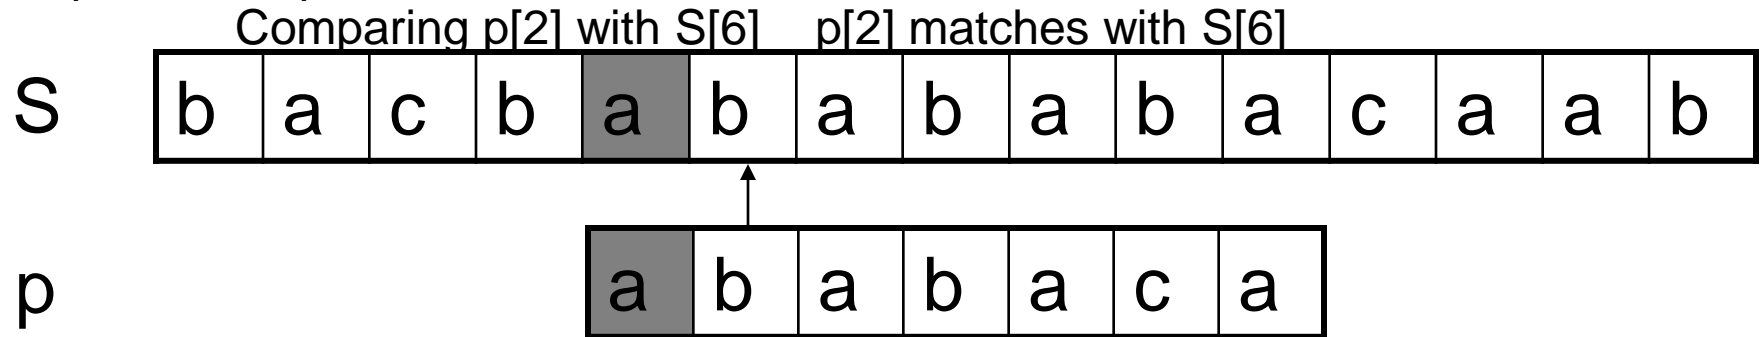 Comparing p[2] with S[6] p[2] matches with S[6]
S b a c b a b a b a b a c a a b
p a b a b a c a